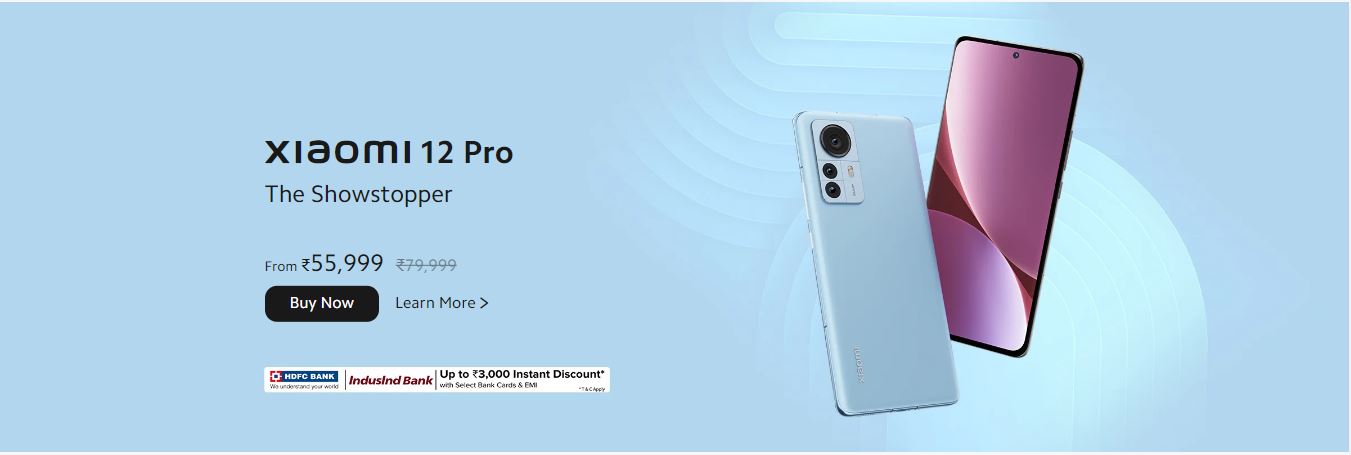 xiaomi 12 Pro
The Showstopper
From ₹55,999 ₹79,999
Buy Now Learn More >
HDFC BANK
We understand your world
IndusInd Bank
Up to ₹3,000 Instant Discount*
with Select Bank Cards & EMI
*T & C Apply
xiaomi